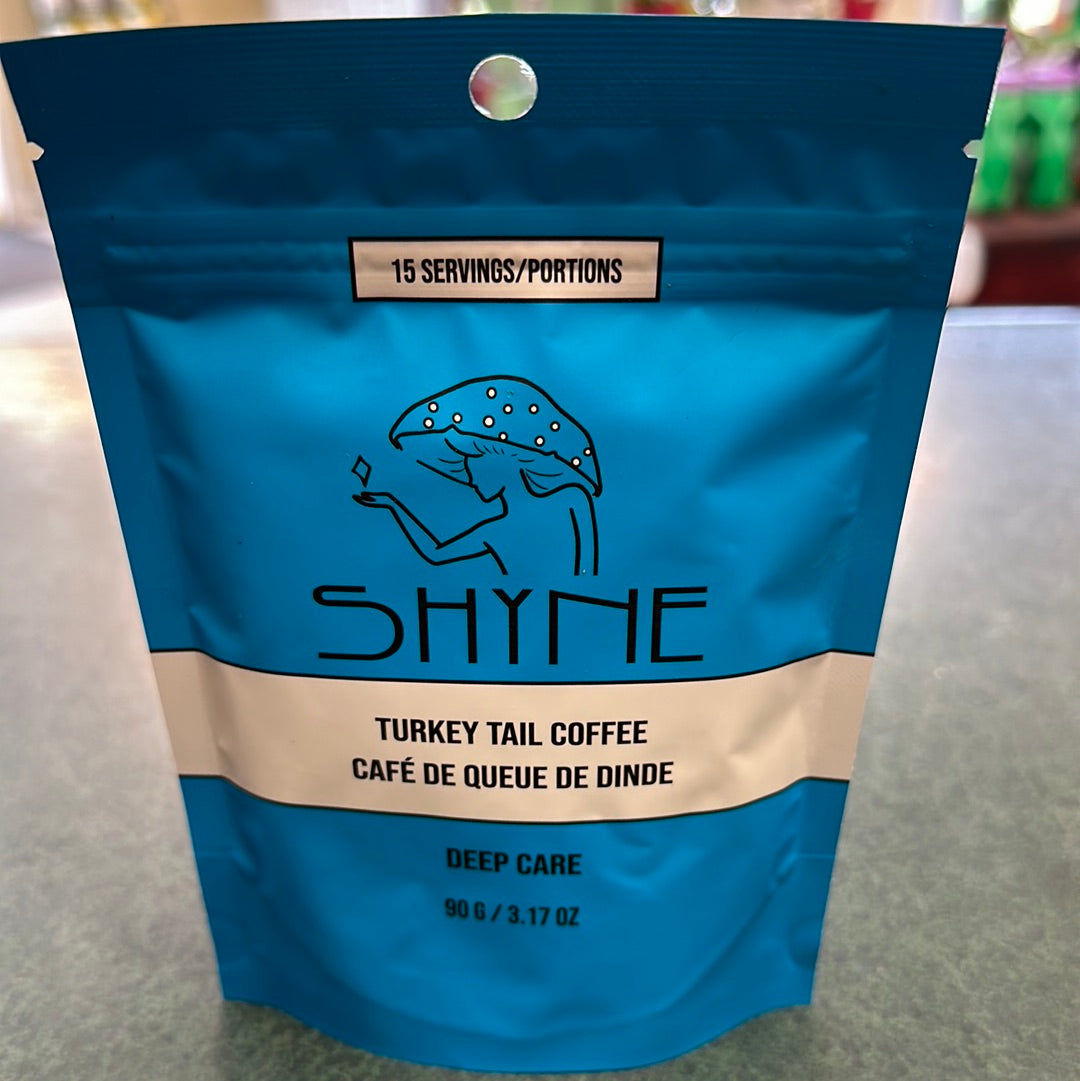 15 SERVINGS/PORTIONS
SHYNE
TURKEY TAIL COFFEE
CAFÉ DE QUEUE DE DINDE
DEEP CARE
90 G / 3.17 OZ